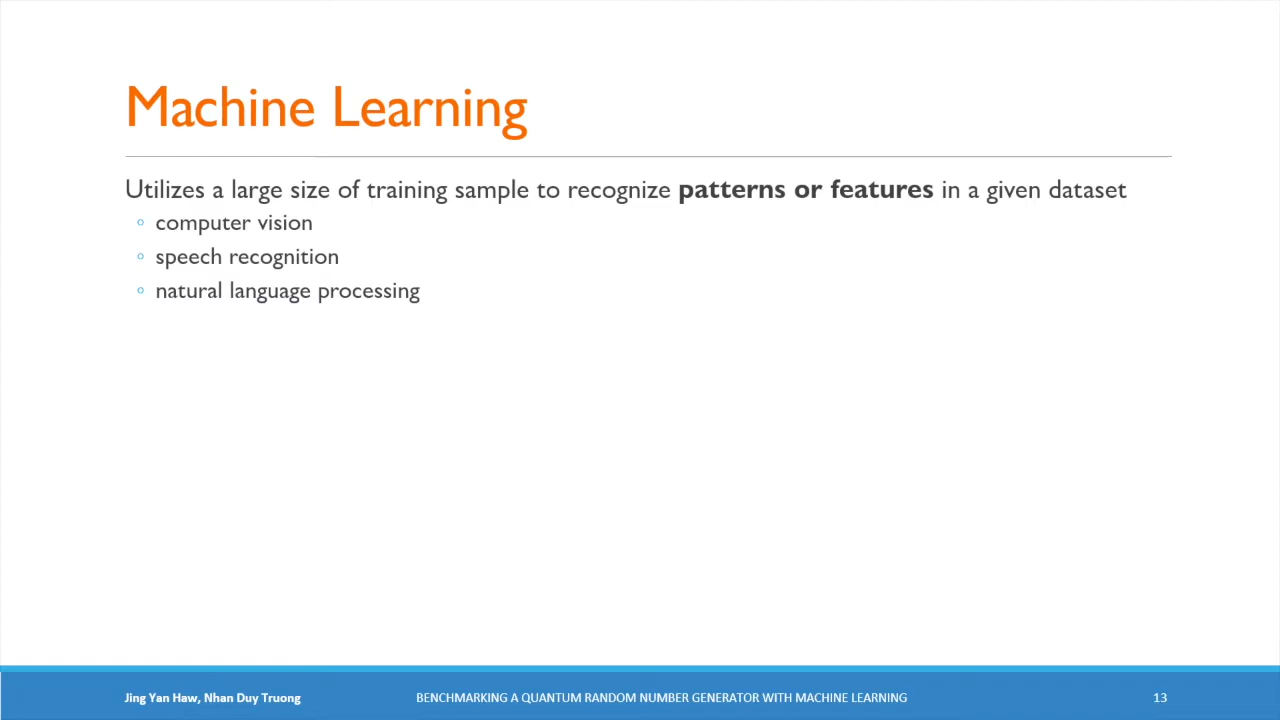 Machine Learning
Utilizes a large size of training sample to recognize patterns or features in a given dataset
◦ computer vision
◦ speech recognition
◦ natural language processing
Jing Yan Haw, Nhan Duy Truong BENCHMARKING A QUANTUM RANDOM NUMBER GENERATOR WITH MACHINE LEARNING 13